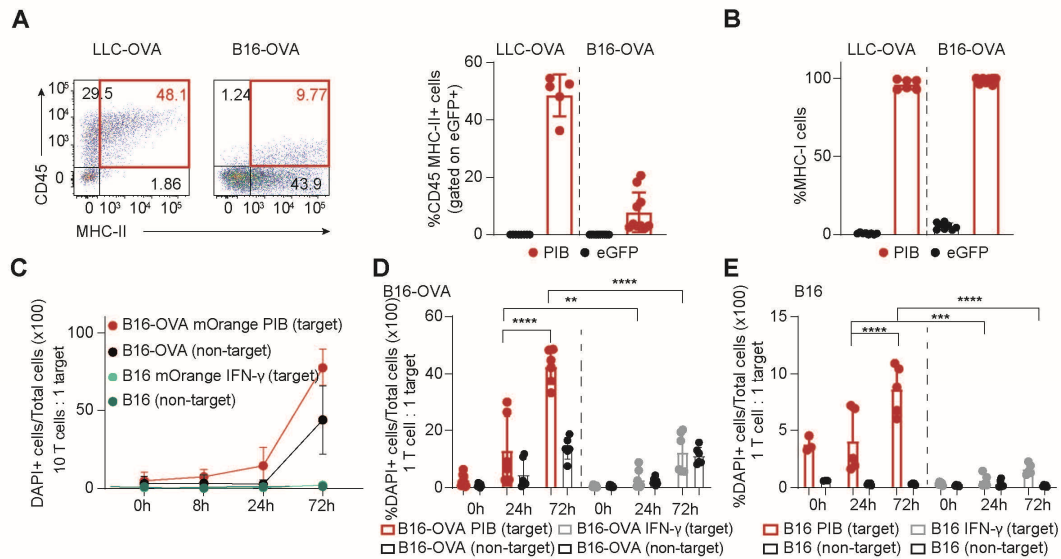 A
LLC-OVA
B16-OVA
29.5
48.1
1.86
1.24
9.77
43.9
CD45
10⁵
10⁴
10³
0
0 10³ 10⁴ 10⁵
0 10³ 10⁴ 10⁵
MHC-II
LLC-OVA B16-OVA
%CD45 MHC-II+ cells
(gated on eGFP+)
60
40
20
0
PIB eGFP
B
LLC-OVA B16-OVA
%MHC-I cells
100
50
0
PIB eGFP
C
DAPI+ cells/Total cells (x100)
10 T cells : 1 target
100
50
0
B16-OVA mOrange PIB (target)
B16-OVA (non-target)
B16 mOrange IFN-γ (target)
B16 (non-target)
0h 8h 24h 72h
D
B16-OVA
%DAPI+ cells/Total cells (x100)
1 T cell : 1 target
60
40
20
0
****
**
****
0h 24h 72h 0h 24h 72h
B16-OVA PIB (target) B16-OVA IFN-γ (target)
B16-OVA (non-target) B16-OVA (non-target)
E
B16
%DAPI+ cells/Total cells (x100)
1 T cell : 1 target
15
10
5
0
****
***
****
0h 24h 72h 0h 24h 72h
B16 PIB (target) B16 IFN-γ (target)
B16 (non-target) B16 (non-target)